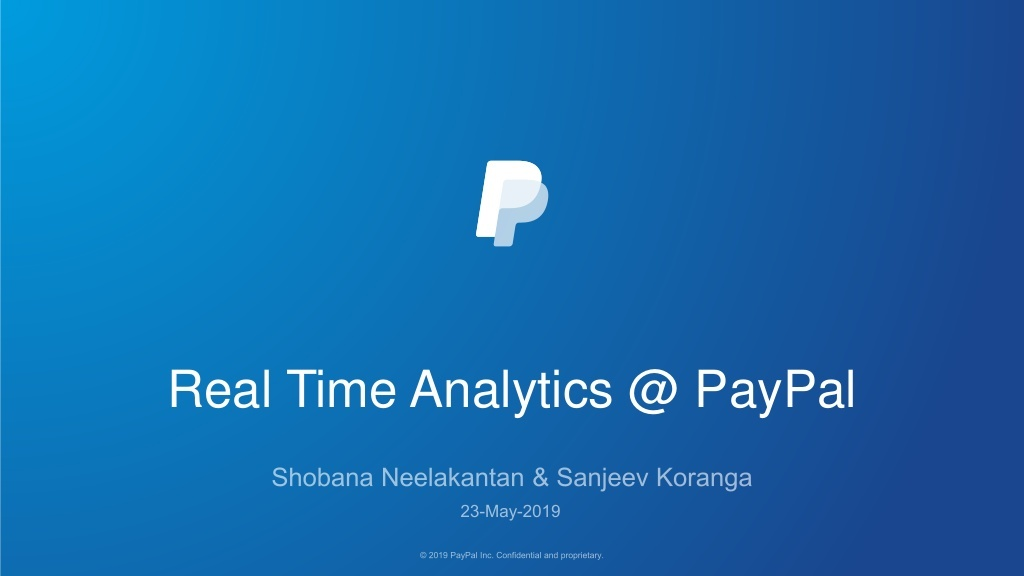 Real Time Analytics @ PayPal
Shobana Neelakantan & Sanjeev Koranga
23-May-2019
© 2019 PayPal Inc. Confidential and proprietary.